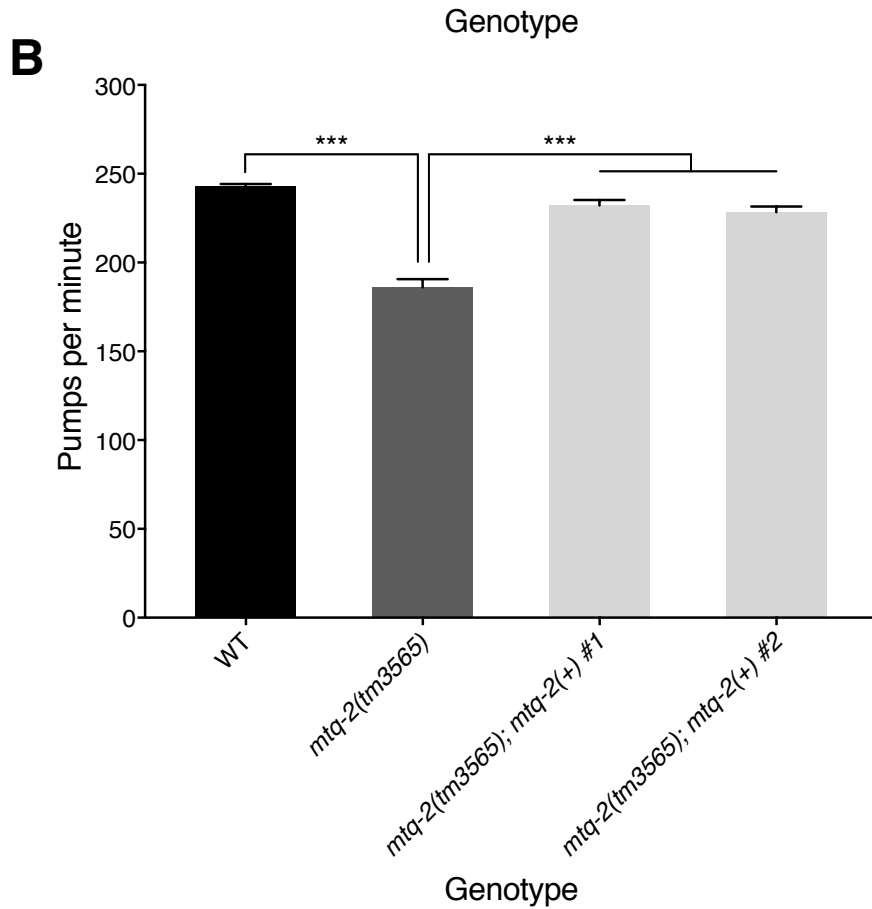 Genotype
B
300
250
200
150
100
50
0
Pumps per minute
***
***
WT
mtq-2(tm3565)
mtq-2(tm3565); mtq-2(+) #1
mtq-2(tm3565); mtq-2(+) #2
Genotype